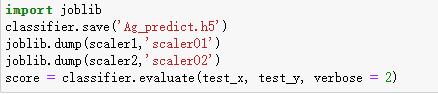 import joblib
classifier.save('Ag_predict.h5')
joblib.dump(scaler1,'scaler01')
joblib.dump(scaler2,'scaler02')
score = classifier.evaluate(test_x, test_y, verbose = 2)